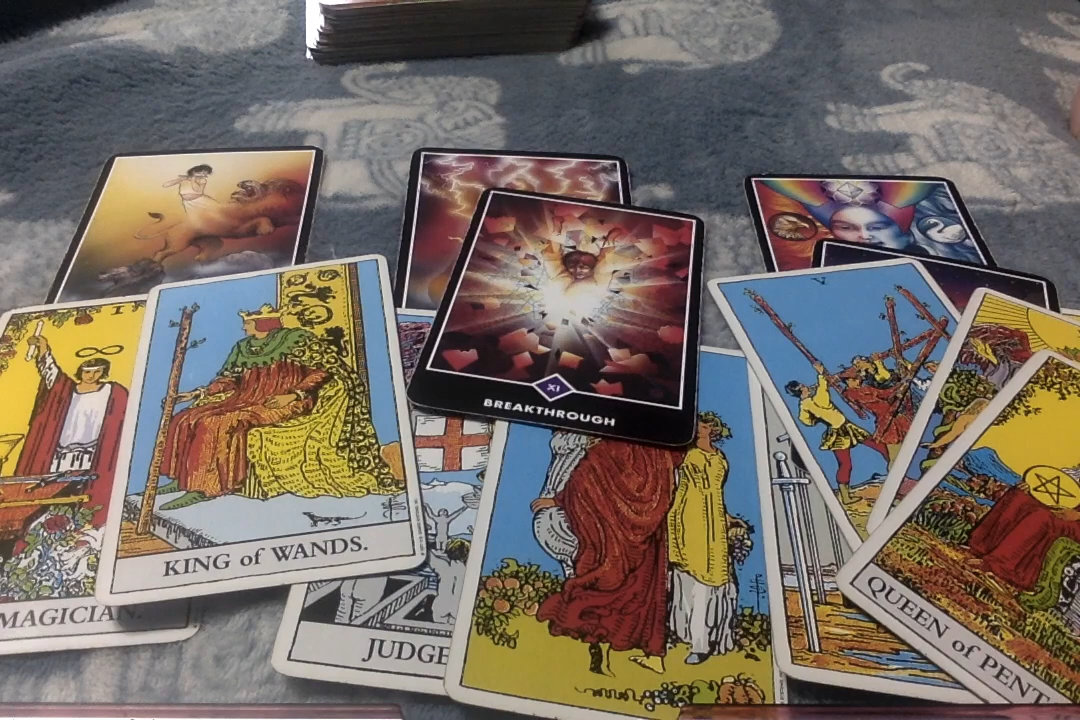 XI
BREAKTHROUGH
I
V
KING of WANDS.
MAGICIAN.
JUDGE
QUEEN of PENT